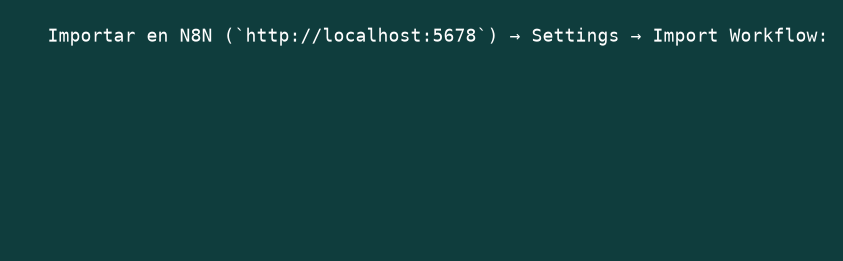 Importar en N8N (`http://localhost:5678`) → Settings → Import Workflow: